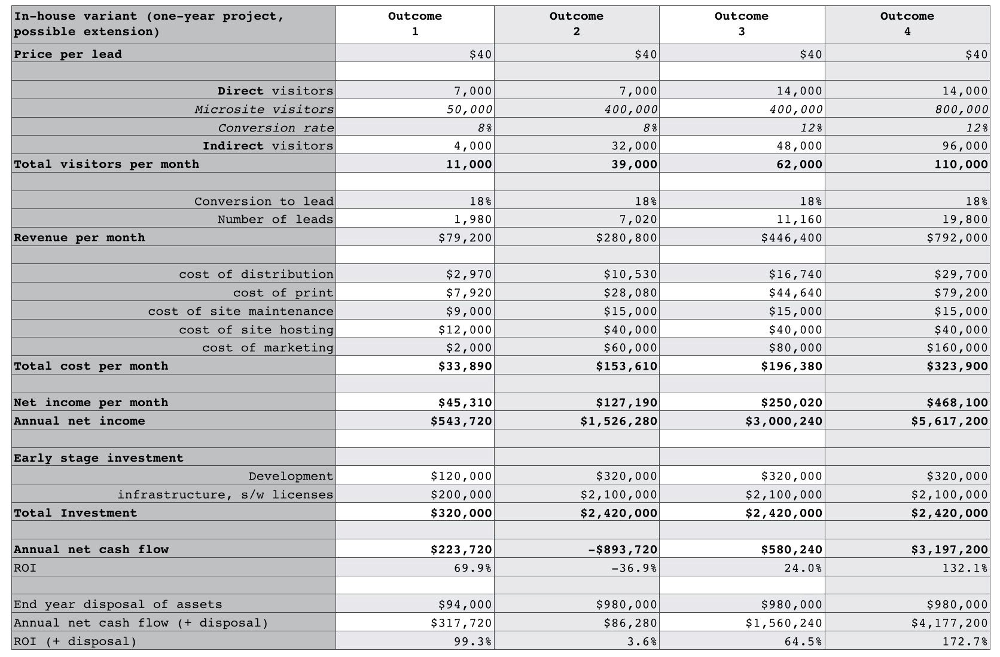 In-house variant (one-year project, possible extension) Outcome 1 Outcome 2 Outcome 3 Outcome 4
Price per lead $40 $40 $40 $40
Direct visitors 7,000 7,000 14,000 14,000
Microsite visitors 50,000 400,000 400,000 800,000
Conversion rate 8% 8% 12% 12%
Indirect visitors 4,000 32,000 48,000 96,000
Total visitors per month 11,000 39,000 62,000 110,000
Conversion to lead 18% 18% 18% 18%
Number of leads 1,980 7,020 11,160 19,800
Revenue per month $79,200 $280,800 $446,400 $792,000
cost of distribution $2,970 $10,530 $16,740 $29,700
cost of print $7,920 $28,080 $44,640 $79,200
cost of site maintenance $9,000 $15,000 $15,000 $15,000
cost of site hosting $12,000 $40,000 $40,000 $40,000
cost of marketing $2,000 $60,000 $80,000 $160,000
Total cost per month $33,890 $153,610 $196,380 $323,900
Net income per month $45,310 $127,190 $250,020 $468,100
Annual net income $543,720 $1,526,280 $3,000,240 $5,617,200
Early stage investment
Development $120,000 $320,000 $320,000 $320,000
infrastructure, s/w licenses $200,000 $2,100,000 $2,100,000 $2,100,000
Total Investment $320,000 $2,420,000 $2,420,000 $2,420,000
Annual net cash flow $223,720 -$893,720 $580,240 $3,197,200
ROI 69.9% -36.9% 24.0% 132.1%
End year disposal of assets $94,000 $980,000 $980,000 $980,000
Annual net cash flow (+ disposal) $317,720 $86,280 $1,560,240 $4,177,200
ROI (+ disposal) 99.3% 3.6% 64.5% 172.7%